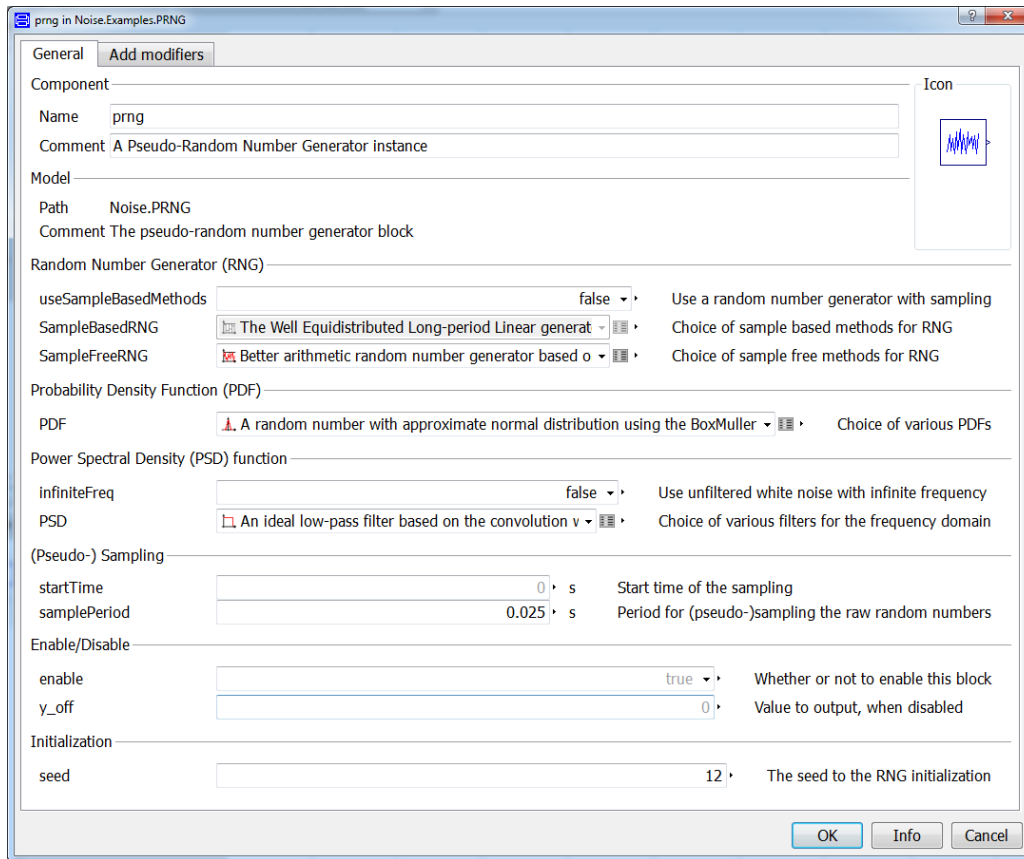 prng in Noise.Examples.PRNG
General Add modifiers
Component
Icon
Name prng
Comment A Pseudo-Random Number Generator instance
Model
Path Noise.PRNG
Comment The pseudo-random number generator block
Random Number Generator (RNG)
useSampleBasedMethods false Use a random number generator with sampling
SampleBasedRNG The Well Equidistributed Long-period Linear generat Choice of sample based methods for RNG
SampleFreeRNG Better arithmetic random number generator based o Choice of sample free methods for RNG
Probability Density Function (PDF)
PDF A random number with approximate normal distribution using the BoxMuller Choice of various PDFs
Power Spectral Density (PSD) function
infiniteFreq false Use unfiltered white noise with infinite frequency
PSD An ideal low-pass filter based on the convolution w Choice of various filters for the frequency domain
(Pseudo-) Sampling
startTime 0 s Start time of the sampling
samplePeriod 0.025 s Period for (pseudo-)sampling the raw random numbers
Enable/Disable
enable true Whether or not to enable this block
y_off 0 Value to output, when disabled
Initialization
seed 12 The seed to the RNG initialization
OK Info Cancel